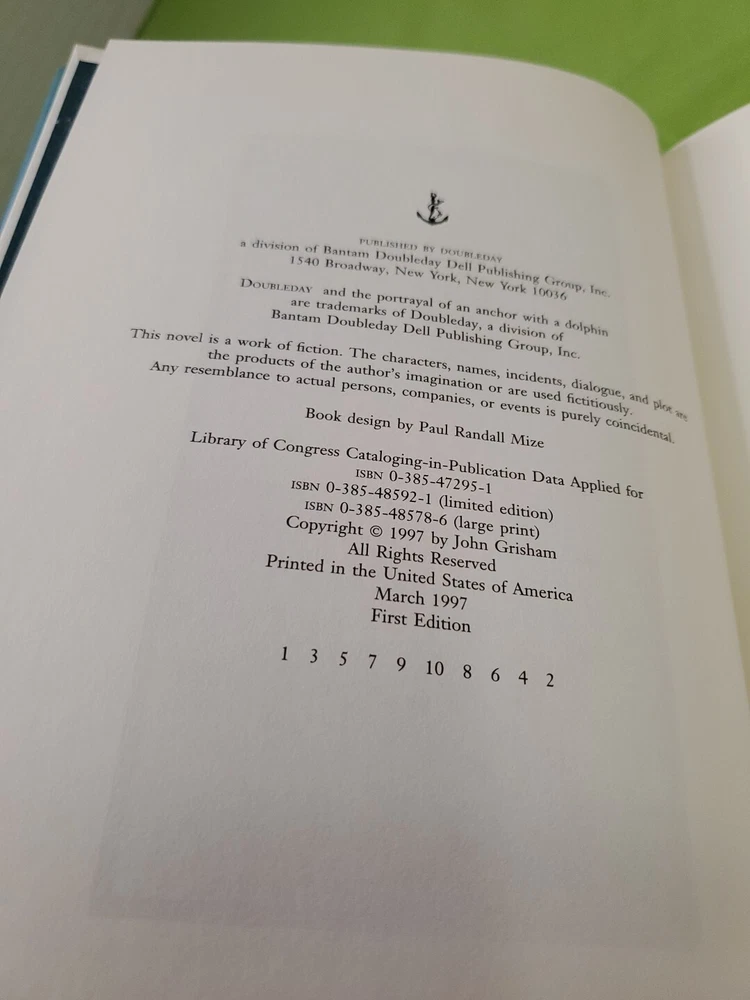 PUBLISHED BY DOUBLEDAY
a division of Bantam Doubleday Dell Publishing Group, Inc.
1540 Broadway, New York, New York 10036
DOUBLEDAY and the portrayal of an anchor with a dolphin
are trademarks of Doubleday, a division of
Bantam Doubleday Dell Publishing Group, Inc.
This novel is a work of fiction. The characters, names, incidents, dialogue, and plot are
the products of the author's imagination or are used fictitiously.
Any resemblance to actual persons, companies, or events is purely coincidental.
Book design by Paul Randall Mize
Library of Congress Cataloging-in-Publication Data Applied for
ISBN 0-385-47295-1
ISBN 0-385-48592-1 (limited edition)
ISBN 0-385-48578-6 (large print)
Copyright © 1997 by John Grisham
All Rights Reserved
Printed in the United States of America
March 1997
First Edition
1 3 5 7 9 10 8 6 4 2